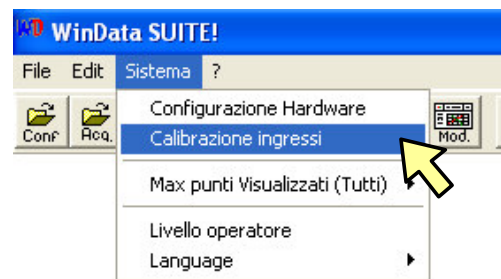 WinData SUITE!
File Edit Sistema ?
Conf Acq. Mod.
Configurazione Hardware
Calibrazione ingressi
Max punti Visualizzati (Tutti)
Livello operatore
Language